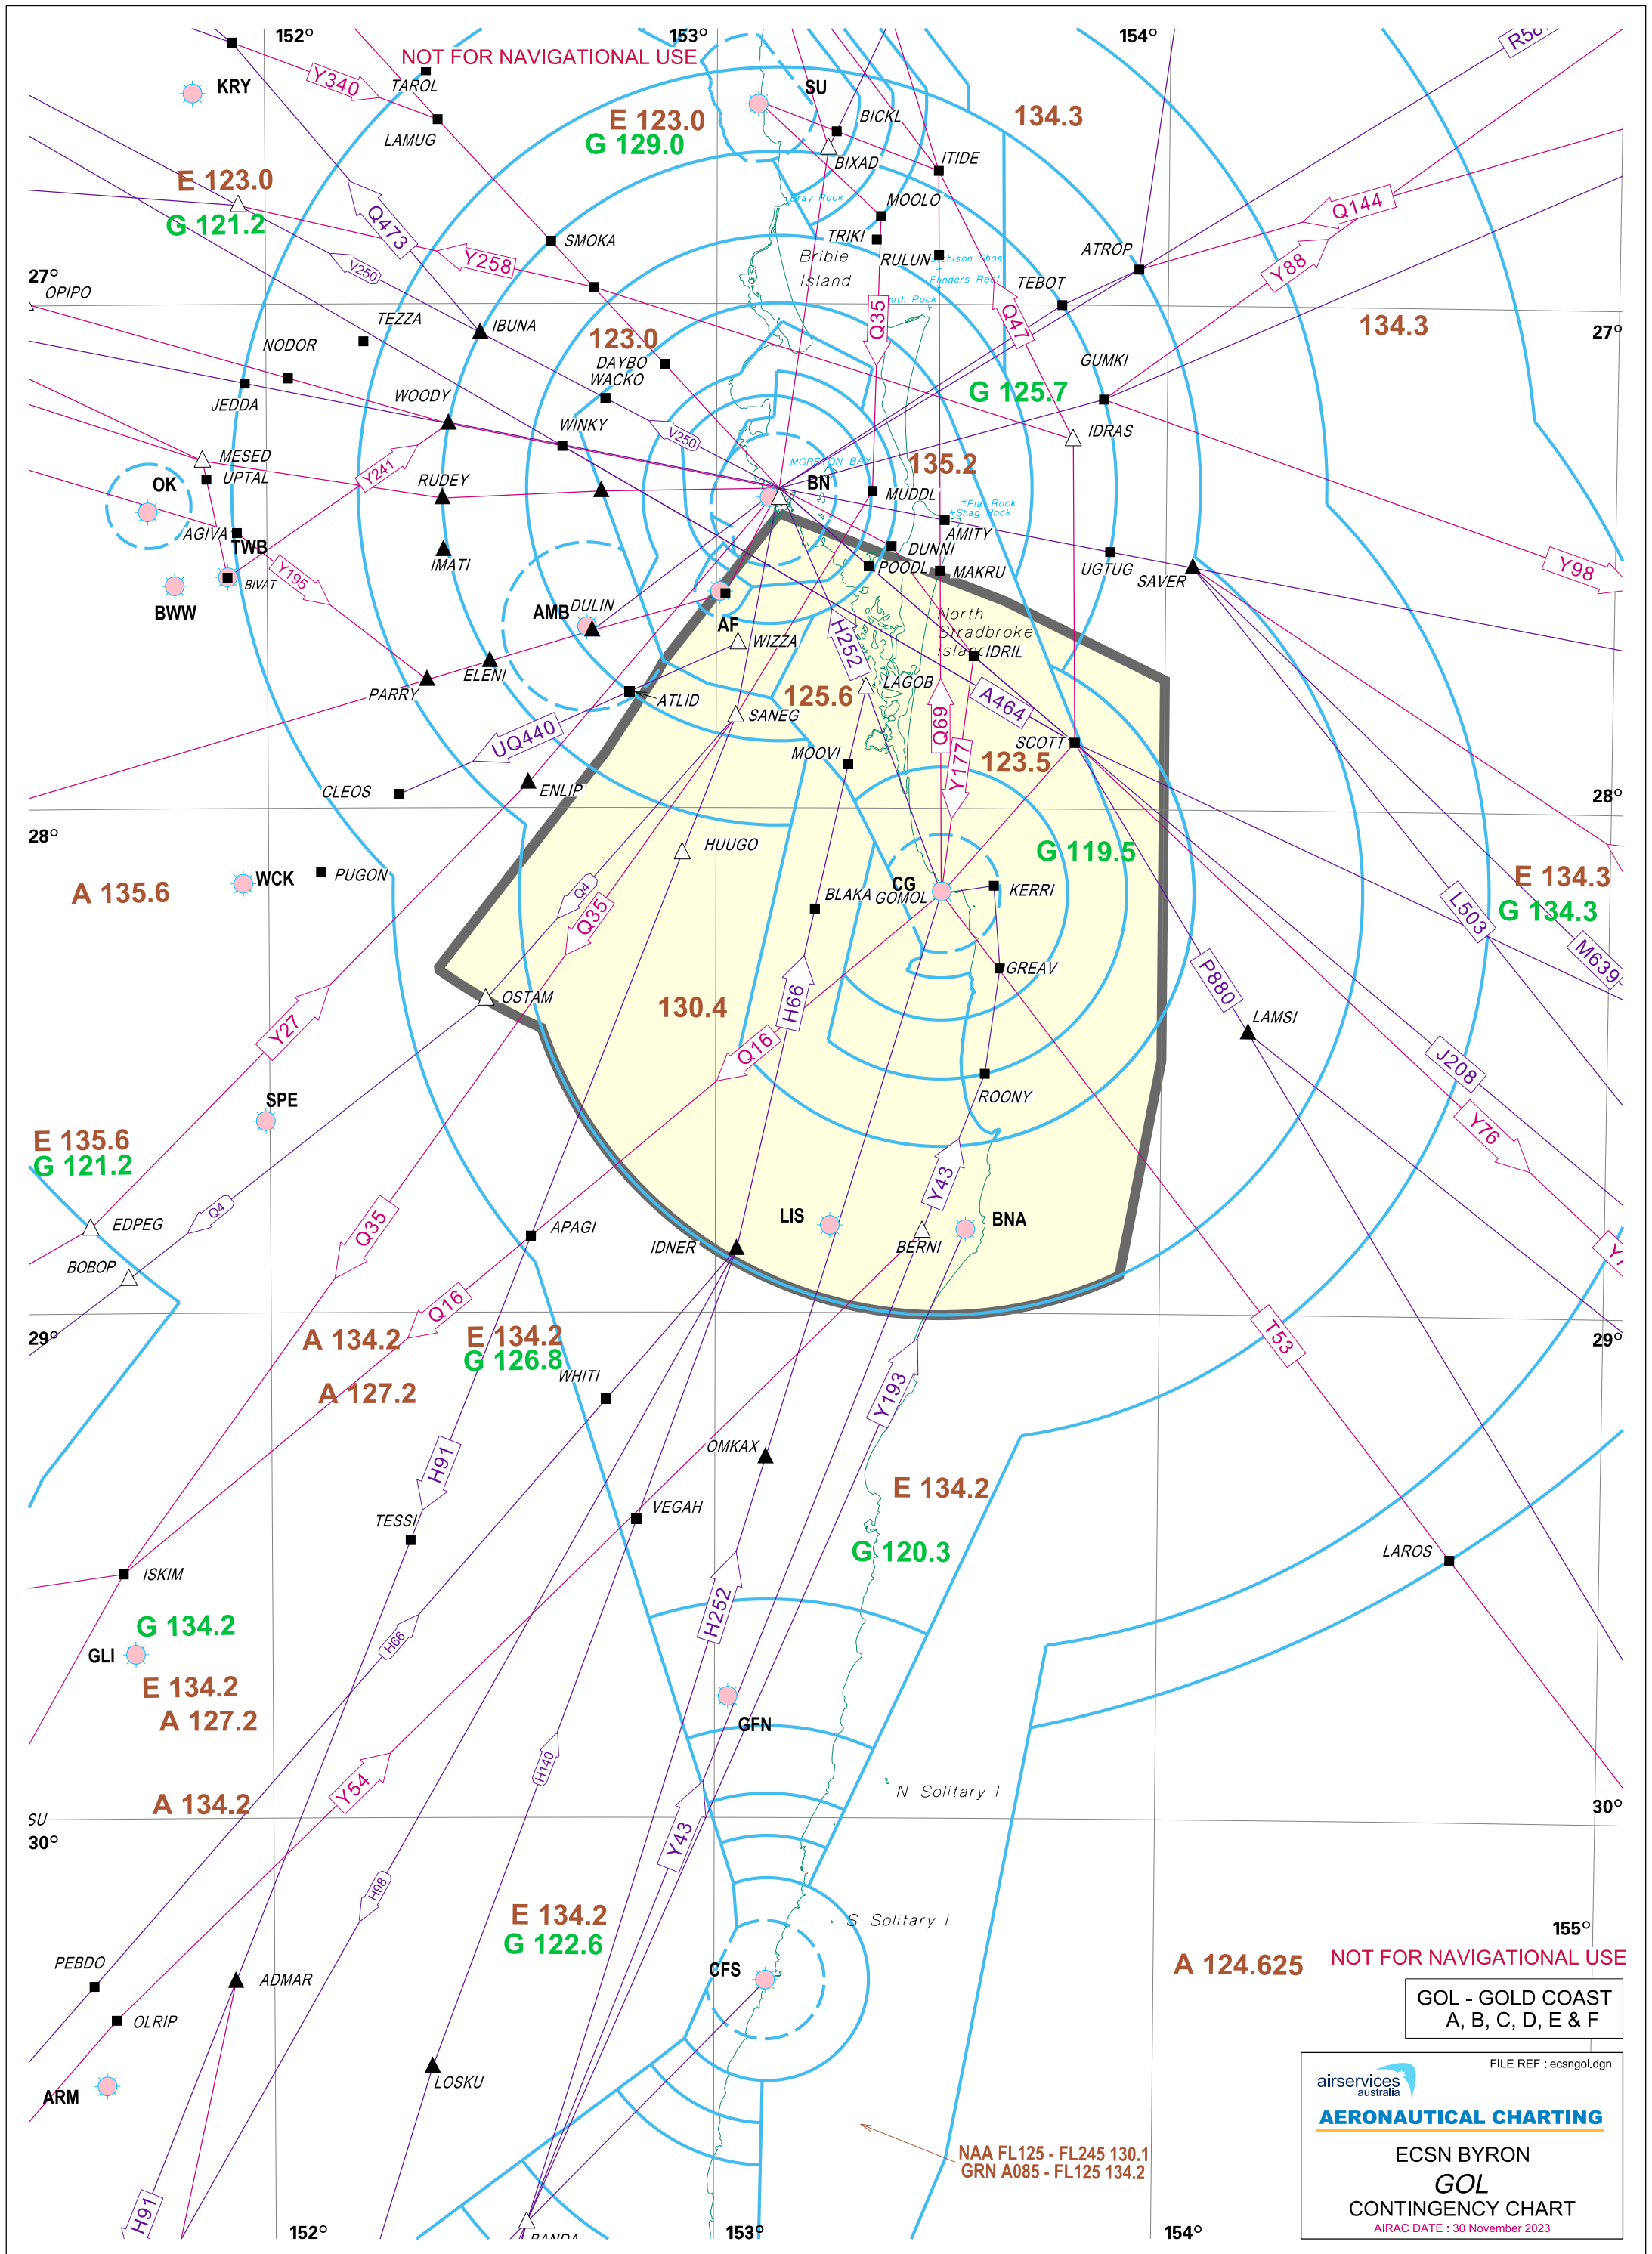 152°
153°
154°
NOT FOR NAVIGATIONAL USE
KRY
Y340
TAROL
LAMUG
SU
BICKL
BIXAD
ITIDE
134.3
E 123.0
G 129.0
E 123.0
G 121.2
Q473
V250
Y258
SMOKA
Bray Rock
MOOLO
TRIKI
RULUN
Bribie
Island
Flinders Reef
ATROP
TEBOT
Q144
Y88
27°
OPIPO
TEZZA
IBUNA
NODOR
123.0
DAYBO
WACKO
Q35
Q47
134.3
27°
GUMKI
G 125.7
JEDDA
WOODY
WINKY
V250
IDRAS
MESED
UPTAL
Y241
RUDEY
MORETON BAY
BN
135.2
MUDDL
Flat Rock
Shag Rock
AMITY
OK
AGIVA
TWB
BIVAT
BWW
Y195
IMATI
DUNNI
POODL
MAKRU
UGTUG
SAVER
Y98
AMB
DULIN
AF
WIZZA
H252
North
Stradbroke
Island
IDRIL
ELENI
PARRY
ATLID
125.6
LAGOB
SANEG
A464
UQ440
MOOVI
Q69
Y177
SCOTT
123.5
CLEOS
ENLIP
28°
28°
HUUGO
G 119.5
WCK
PUGON
A 135.6
Q4
Q35
BLAKA
CG
GOMOL
KERRI
E 134.3
G 134.3
L503
M639
GREAV
P880
OSTAM
130.4
H66
LAMSI
Y27
Q16
J208
ROONY
SPE
Y76
E 135.6
G 121.2
Y43
Q4
EDPEG
BOBOP
Q35
APAGI
IDNER
LIS
BNA
BERNI
Q16
29°
A 134.2
E 134.2
G 126.8
T53
29°
A 127.2
WHITI
Y193
H91
OMKAX
E 134.2
VEGAH
TESSI
G 120.3
LAROS
ISKIM
G 134.2
H66
H252
GLI
E 134.2
A 127.2
GFN
H140
Y54
N Solitary I
A 134.2
SU
30°
30°
Y43
H98
E 134.2
G 122.6
S Solitary I
155°
PEBDO
ADMAR
CFS
A 124.625
NOT FOR NAVIGATIONAL USE
OLRIP
GOL - GOLD COAST
A, B, C, D, E & F
LOSKU
ARM
FILE REF : ecsngol.dgn
airservices
australia
AERONAUTICAL CHARTING
NAA FL125 - FL245 130.1
GRN A085 - FL125 134.2
ECSN BYRON
GOL
CONTINGENCY CHART
AIRAC DATE : 30 November 2023
H91
152°
153°
154°